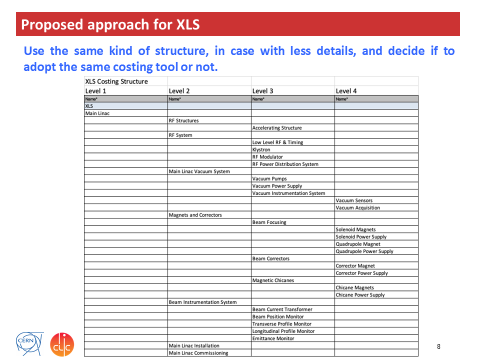 Proposed approach for XLS
Use the same kind of structure, in case with less details, and decide if to
adopt the same costing tool or not.
XLS Costing Structure
Level 1 Level 2 Level 3 Level 4
Name* Name* Name* Name*
XLS
Main Linac
RF Structures
Accelerating Structure
RF System
Low Level RF & Timing
Klystron
RF Modulator
RF Power Distribution System
Main Linac Vacuum System
Vacuum Pumps
Vacuum Power Supply
Vacuum Instrumentation System
Vacuum Sensors
Vacuum Acquisition
Magnets and Correctors
Beam Focusing
Solenoid Magnets
Solenoid Power Supply
Quadrupole Magnet
Quadrupole Power Supply
Beam Correctors
Corrector Magnet
Corrector Power Supply
Magnetic Chicanes
Chicane Magnets
Chicane Power Supply
Beam Instrumentation System
Beam Current Transformer
Beam Position Monitor
Transverse Profile Monitor
Longitudinal Profile Monitor
Emittance Monitor
Main Linac Installation
Main Linac Commissioning
CERN
clc
8